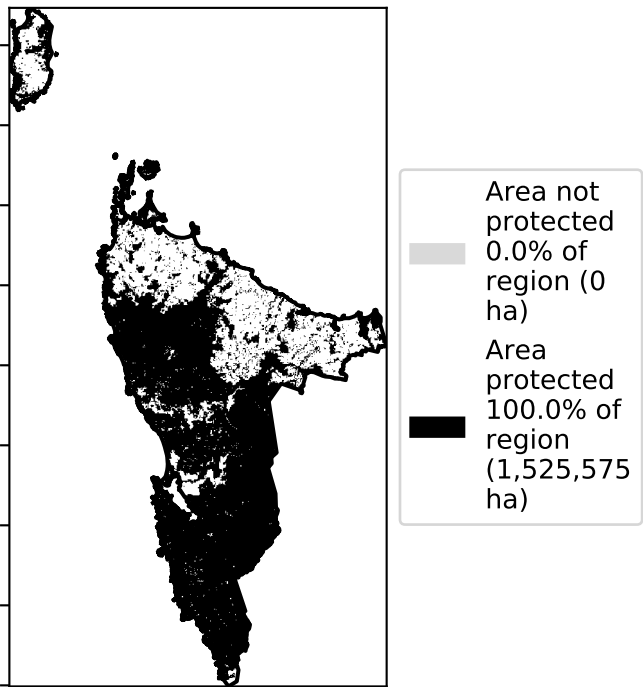 Area not
protected
0.0% of
region (0
ha)
Area
protected
100.0% of
region
(1,525,575
ha)